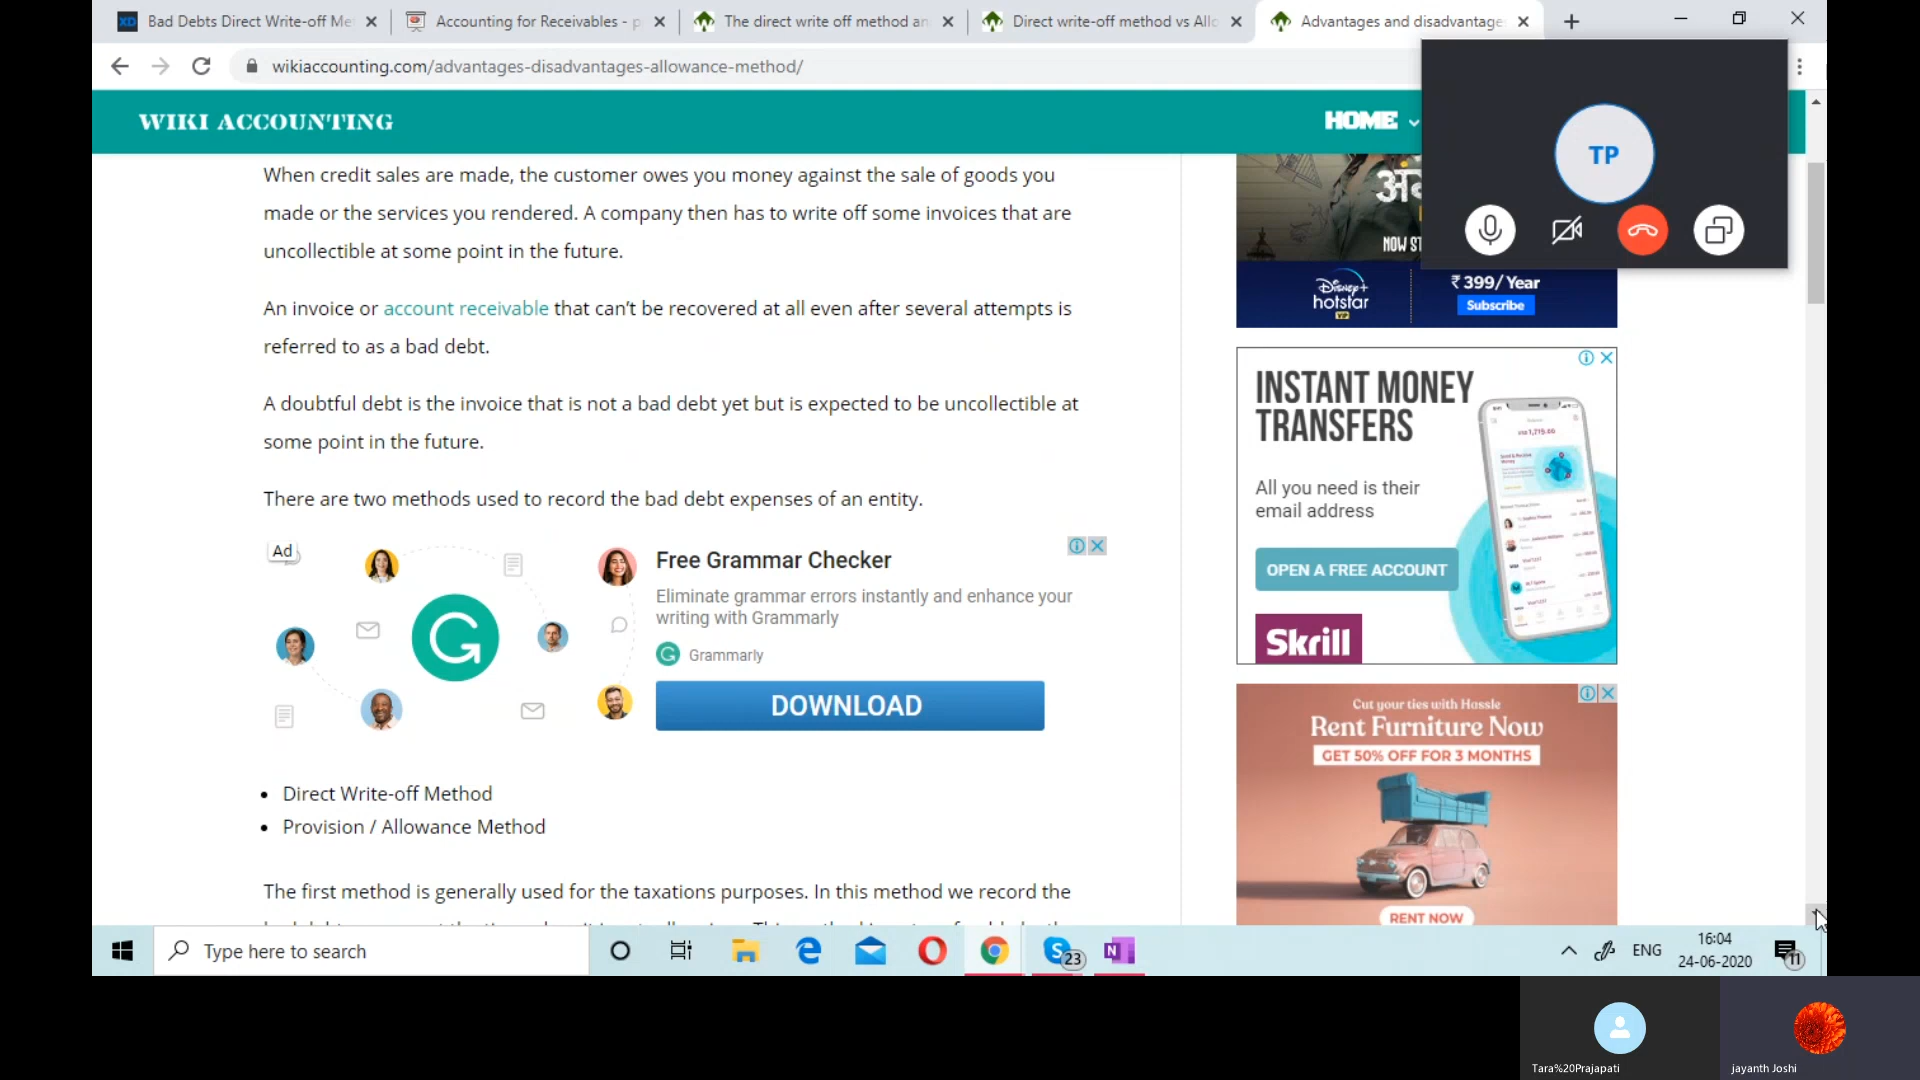 Bad Debts Direct Write-off Me
Accounting for Receivables - p
The direct write off method an
Direct write-off method vs Allo
Advantages and disadvantage
wikiaccounting.com/advantages-disadvantages-allowance-method/
WIKI ACCOUNTING
HOME
TP
When credit sales are made, the customer owes you money against the sale of goods you
made or the services you rendered. A company then has to write off some invoices that are
uncollectible at some point in the future.
An invoice or account receivable that can't be recovered at all even after several attempts is
referred to as a bad debt.
A doubtful debt is the invoice that is not a bad debt yet but is expected to be uncollectible at
some point in the future.
There are two methods used to record the bad debt expenses of an entity.
Ad
Free Grammar Checker
Eliminate grammar errors instantly and enhance your
writing with Grammarly
Grammarly
DOWNLOAD
Direct Write-off Method
Provision / Allowance Method
The first method is generally used for the taxations purposes. In this method we record the
NOW ST
Disney+
hotstar
VIP
₹399/Year
Subscribe
INSTANT MONEY
TRANSFERS
All you need is their
email address
OPEN A FREE ACCOUNT
Skrill
Cut your ties with Hassle
Rent Furniture Now
GET 50% OFF FOR 3 MONTHS
RENT NOW
Type here to search
23
ENG
16:04
24-06-2020
11
Tara%20Prajapati
jayanth Joshi